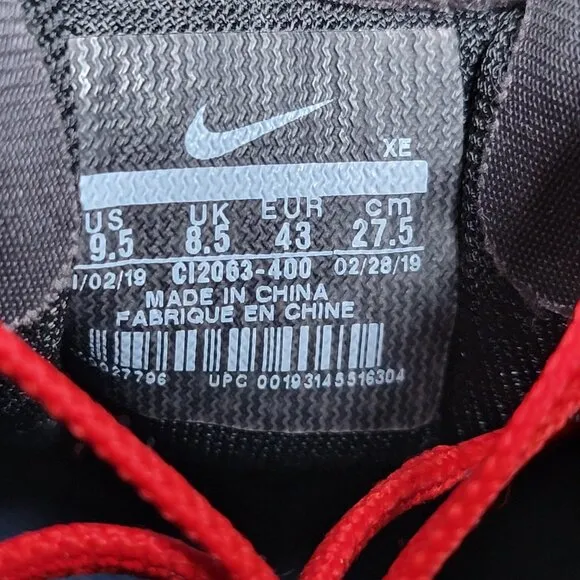 XE
US UK EUR cm
9.5 8.5 43 27.5
/02/19 CI2063-400 02/28/19
MADE IN CHINA
FABRIQUE EN CHINE
27796 UPC 00193145516304